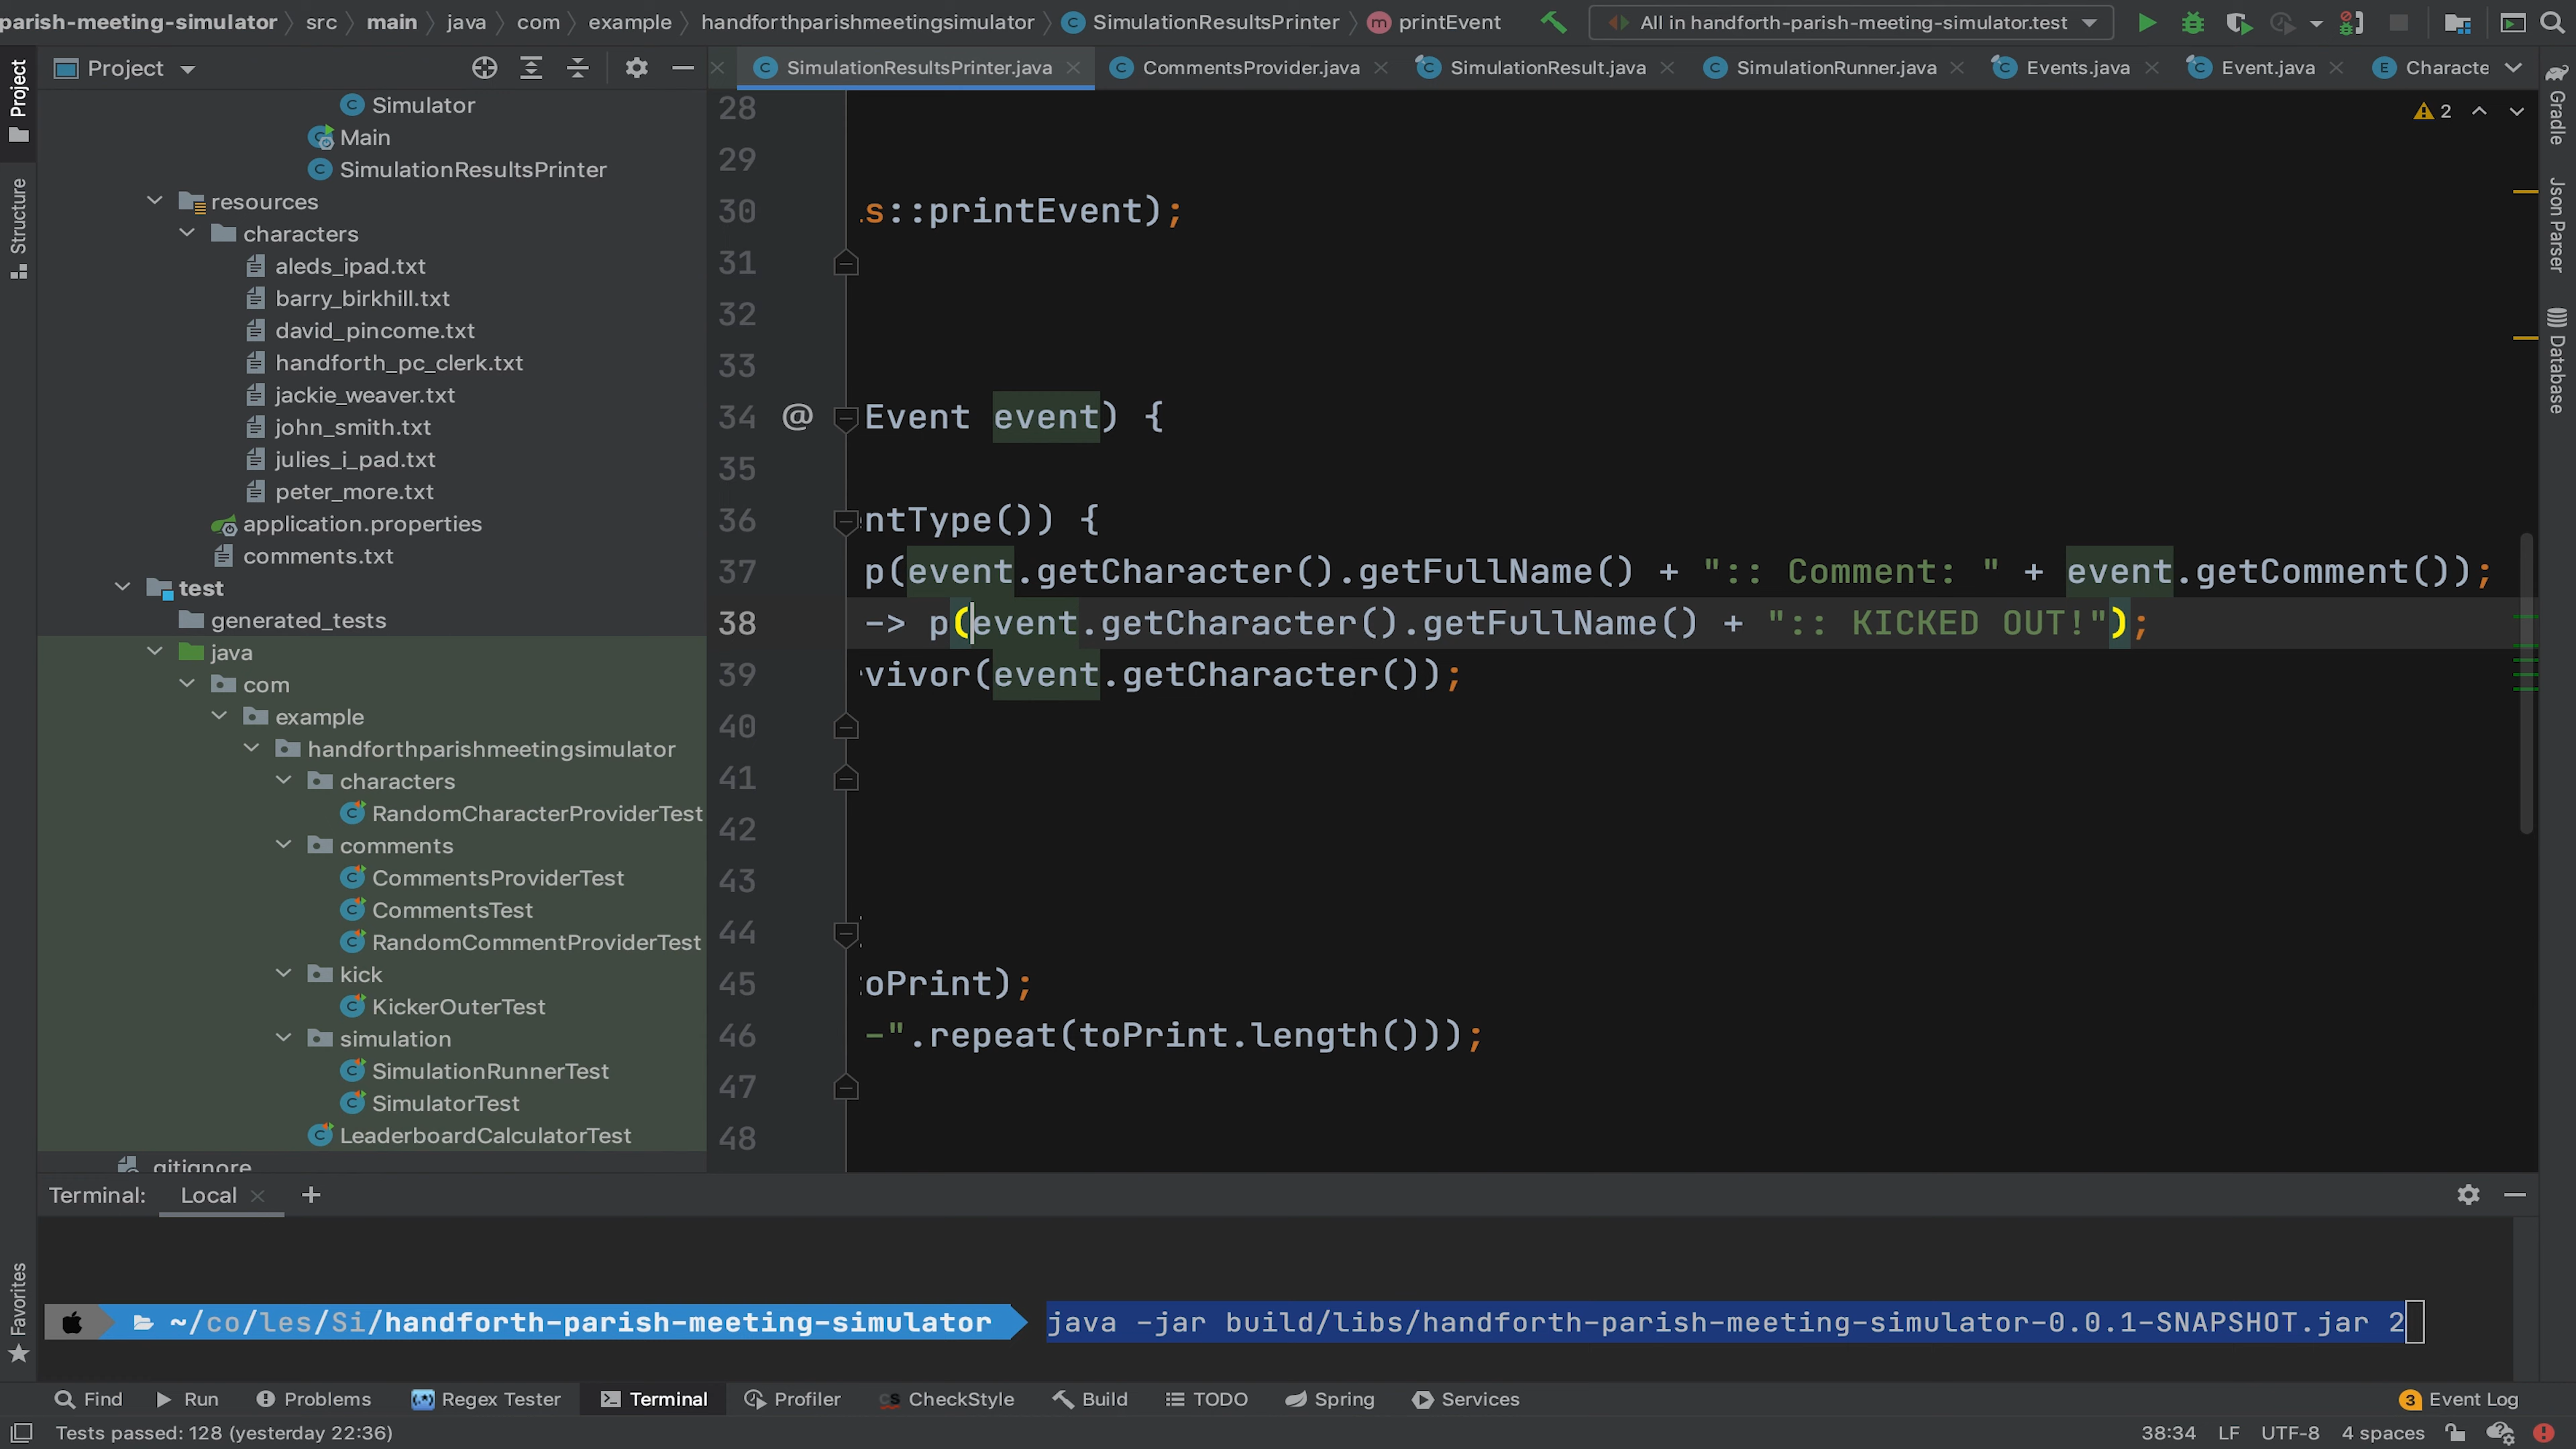 parish-meeting-simulator src main java com example handforthparishmeetingsimulator SimulationResultsPrinter printEvent All in handforth-parish-meeting-simulator.test
Project
SimulationResultsPrinter.java CommentsProvider.java SimulationResult.java SimulationRunner.java Events.java Event.java Characte
Project
Structure
Favorites
Simulator
Main
SimulationResultsPrinter
resources
characters
aleds_ipad.txt
barry_birkhill.txt
david_pincome.txt
handforth_pc_clerk.txt
jackie_weaver.txt
john_smith.txt
julies_i_pad.txt
peter_more.txt
application.properties
comments.txt
test
generated_tests
java
com
example
handforthparishmeetingsimulator
characters
RandomCharacterProviderTest
comments
CommentsProviderTest
CommentsTest
RandomCommentProviderTest
kick
KickerOuterTest
simulation
SimulationRunnerTest
SimulatorTest
LeaderboardCalculatorTest
gitignore
28
29
30 s::printEvent);
31
32
33
34 @ Event event) {
35
36 ntType()) {
37 p(event.getCharacter().getFullName() + ":: Comment: " + event.getComment());
38 -> p(event.getCharacter().getFullName() + ":: KICKED OUT!");
39 vivor(event.getCharacter());
40
41
42
43
44
45 oPrint);
46 -".repeat(toPrint.length()));
47
48
2
Gradle
Json Parser
Database
Terminal: Local +
~/co/les/Si/handforth-parish-meeting-simulator java -jar build/libs/handforth-parish-meeting-simulator-0.0.1-SNAPSHOT.jar 2
Find Run Problems Regex Tester Terminal Profiler CheckStyle Build TODO Spring Services 3 Event Log
Tests passed: 128 (yesterday 22:36) 38:34 LF UTF-8 4 spaces